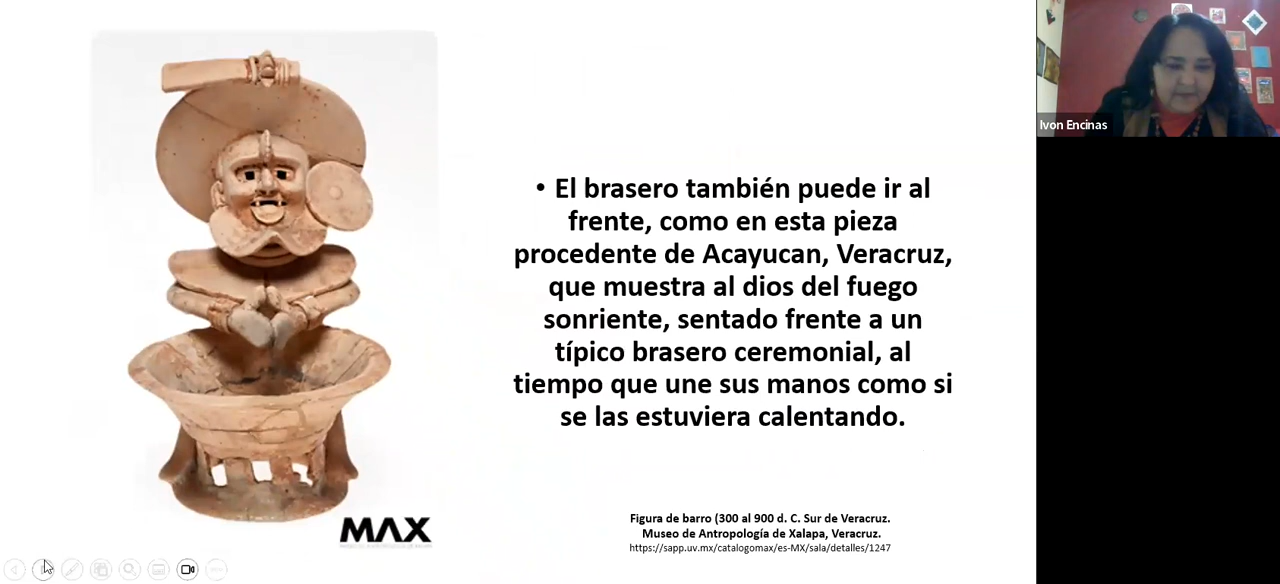 • El brasero también puede ir al
frente, como en esta pieza
procedente de Acayucan, Veracruz,
que muestra al dios del fuego
sonriente, sentado frente a un
típico brasero ceremonial, al
tiempo que une sus manos como si
se las estuviera calentando.
MAX
Figura de barro (300 al 900 d. C. Sur de Veracruz.
Museo de Antropología de Xalapa, Veracruz.
https://sapp.uv.mx/catalogomax/es-MX/sala/detalles/1247
Ivon Encinas